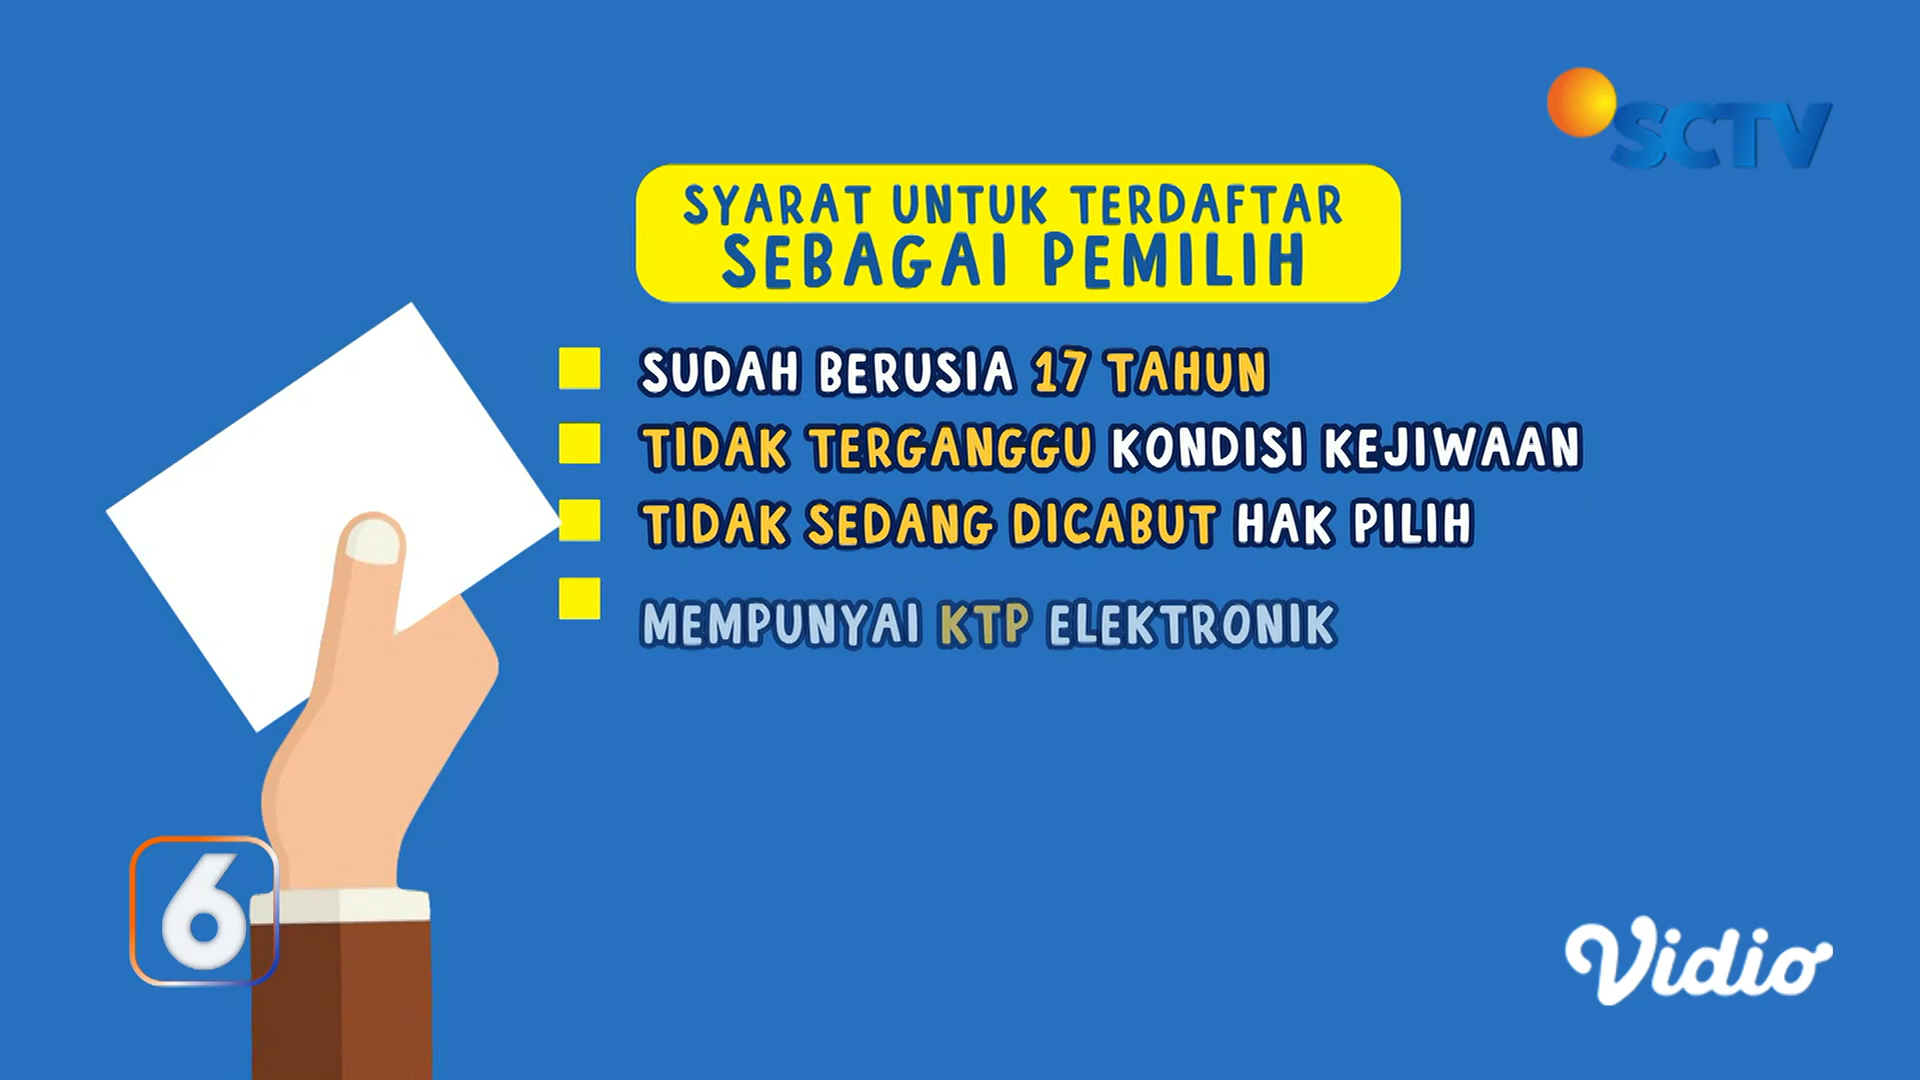 SCTV
SYARAT UNTUK TERDAFTAR
SEBAGAI PEMILIH
SUDAH BERUSIA 17 TAHUN
TIDAK TERGANGGU KONDISI KEJIWAAN
TIDAK SEDANG DICABUT HAK PILIH
MEMPUNYAI KTP ELEKTRONIK
6
Vidio